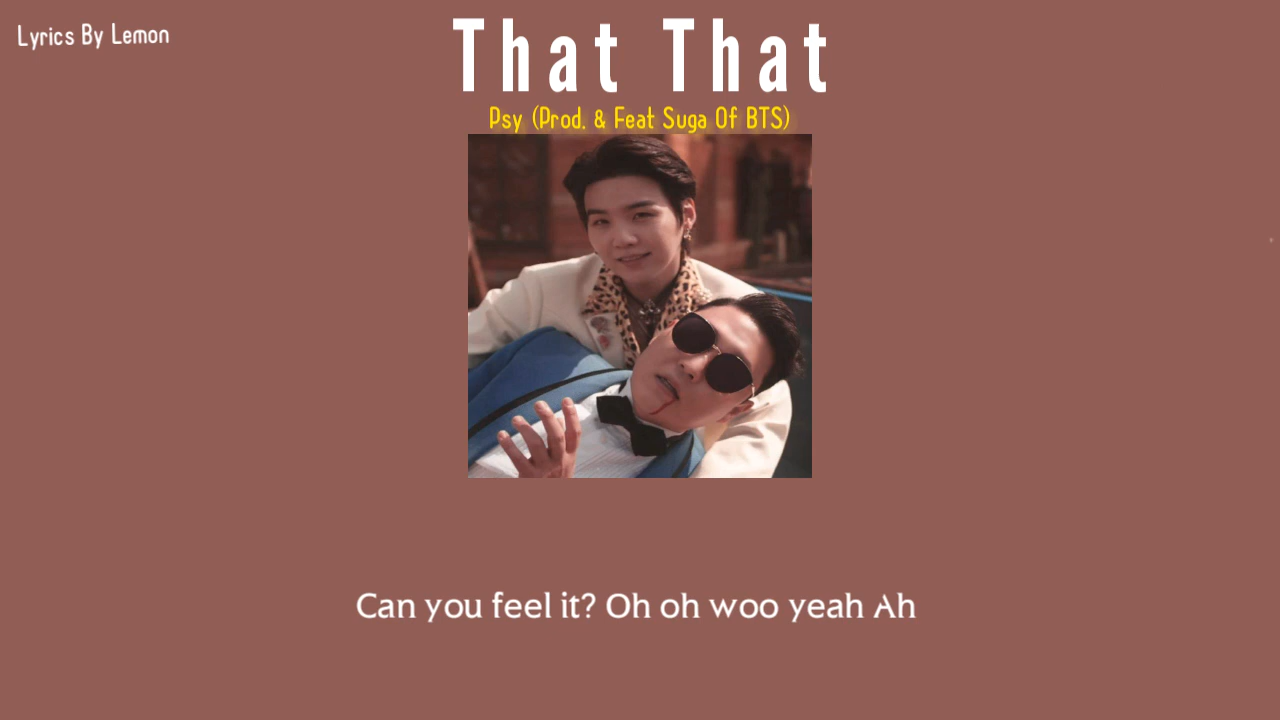 Lyrics By Lemon
That That
Psy (Prod. & Feat Suga Of BTS)
Can you feel it? Oh oh woo yeah Ah